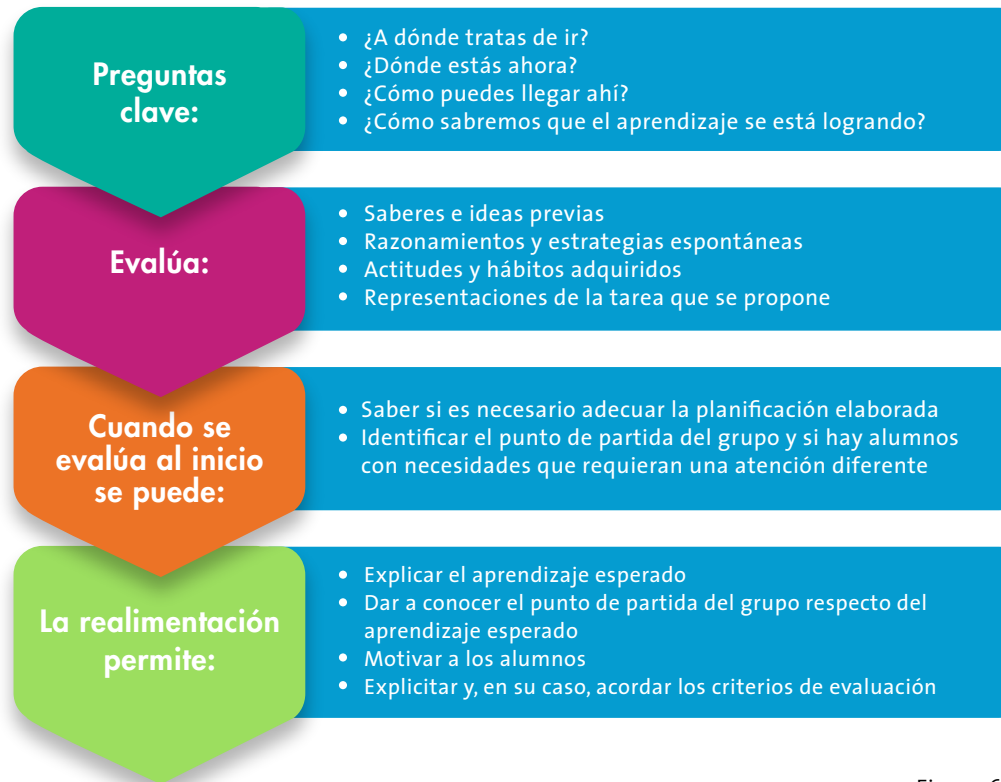 Preguntas
clave:
• ¿A dónde tratas de ir?
• ¿Dónde estás ahora?
• ¿Cómo puedes llegar ahí?
• ¿Cómo sabremos que el aprendizaje se está logrando?
Evalúa:
• Saberes e ideas previas
• Razonamientos y estrategias espontáneas
• Actitudes y hábitos adquiridos
• Representaciones de la tarea que se propone
Cuando se
evalúa al inicio
se puede:
• Saber si es necesario adecuar la planificación elaborada
• Identificar el punto de partida del grupo y si hay alumnos
con necesidades que requieran una atención diferente
La realimentación
permite:
• Explicar el aprendizaje esperado
• Dar a conocer el punto de partida del grupo respecto del
aprendizaje esperado
• Motivar a los alumnos
• Explicitar y, en su caso, acordar los criterios de evaluación